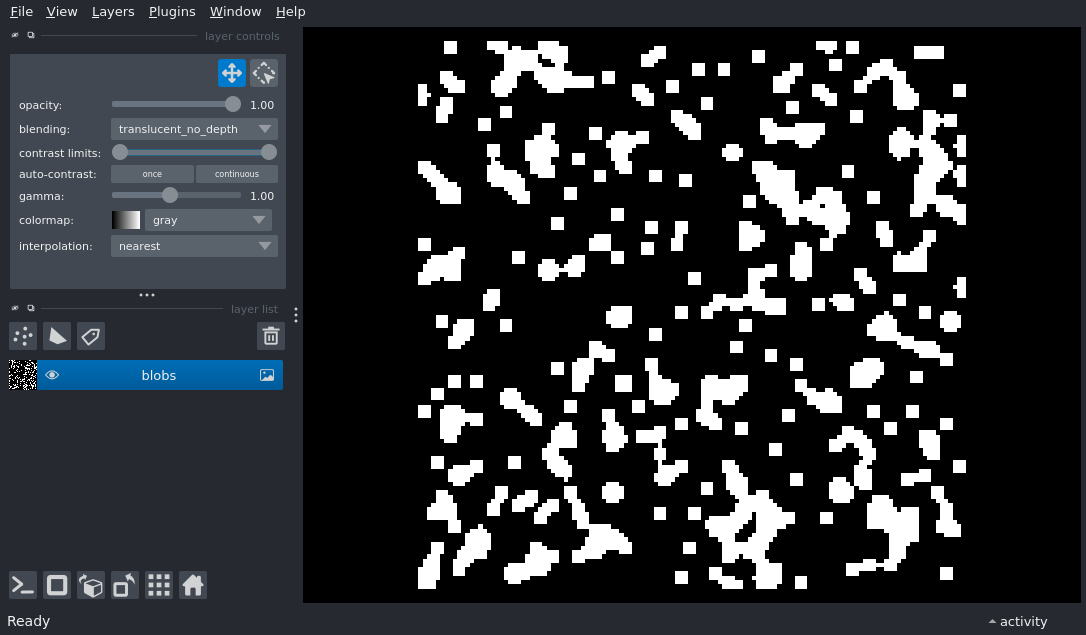 File View Layers Plugins Window Help
layer controls
opacity: 1.00
blending: translucent_no_depth
contrast limits:
auto-contrast: once continuous
gamma: 1.00
colormap: gray
interpolation: nearest
layer list
blobs
Ready
activity